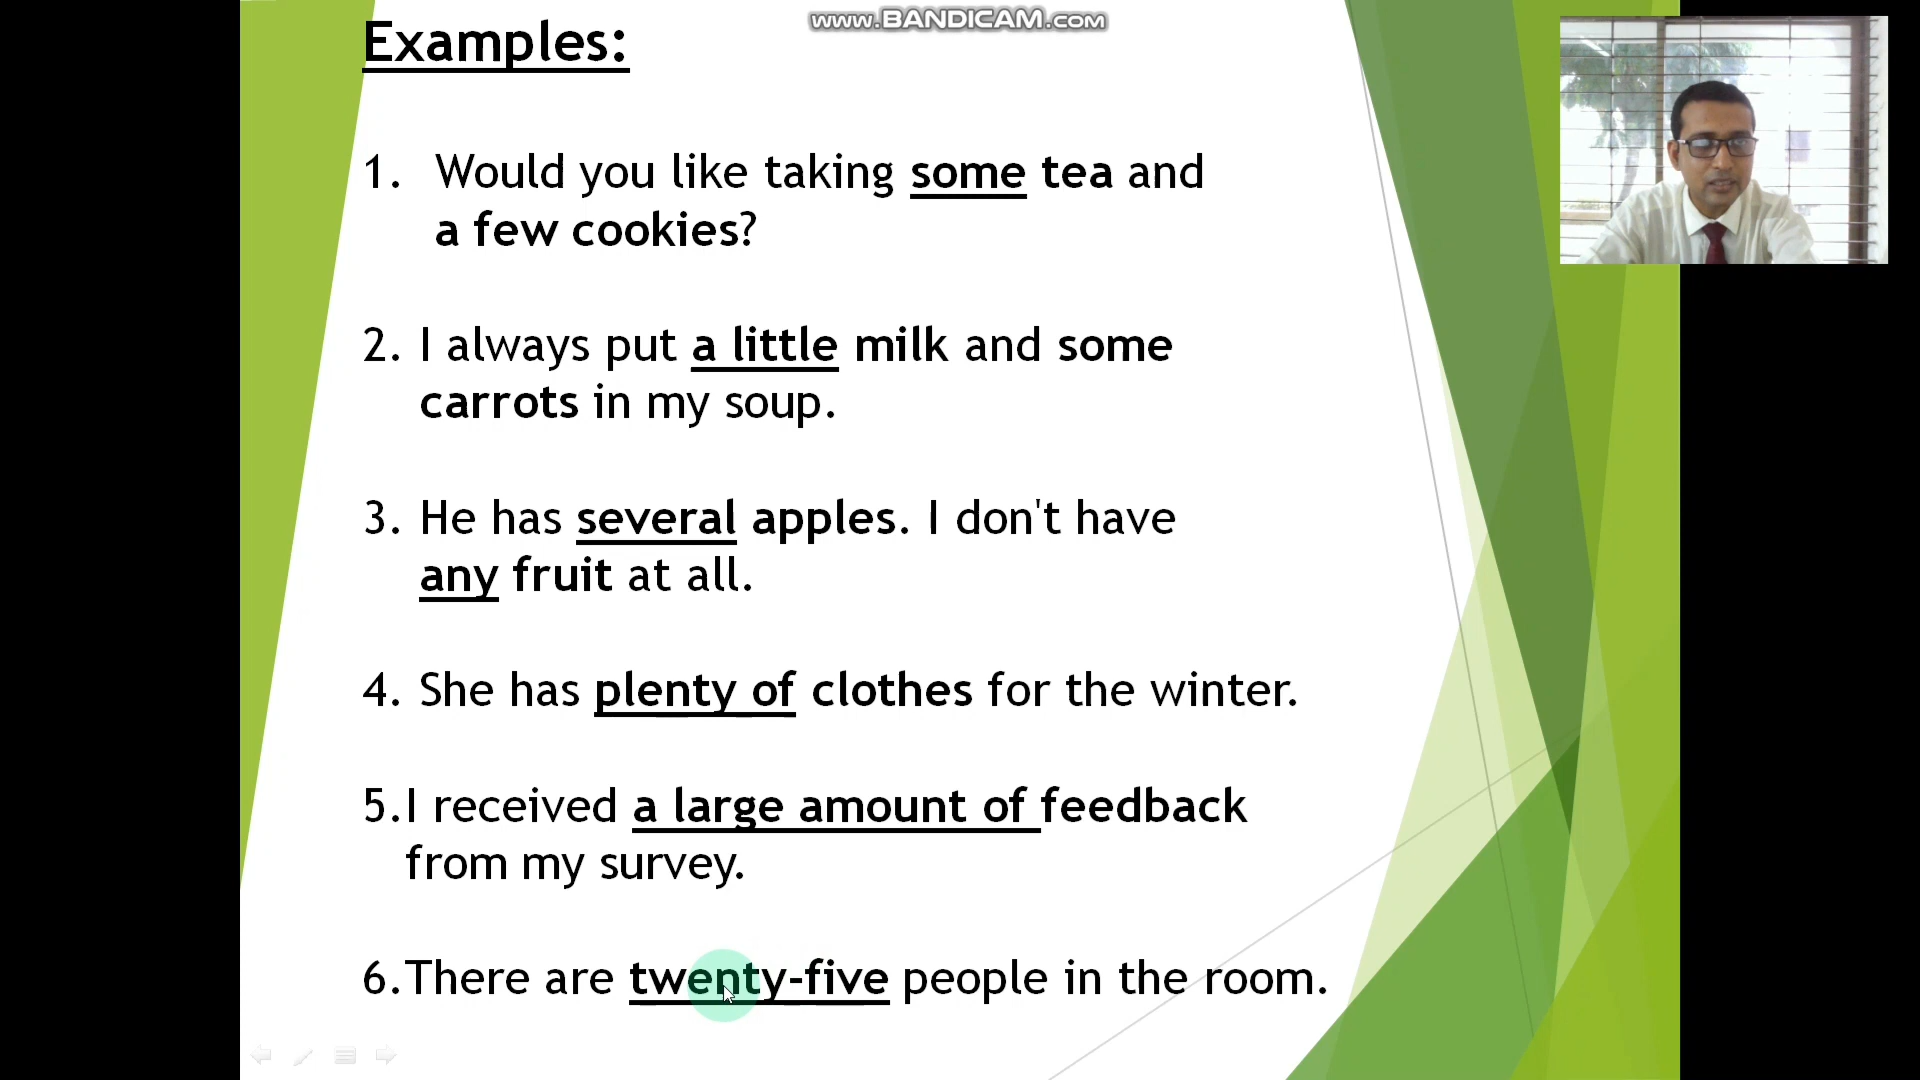 www.BANDICAM.com
Examples:
1. Would you like taking some tea and
a few cookies?
2. I always put a little milk and some
carrots in my soup.
3. He has several apples. I don't have
any fruit at all.
4. She has plenty of clothes for the winter.
5.I received a large amount of feedback
from my survey.
6.There are twenty-five people in the room.